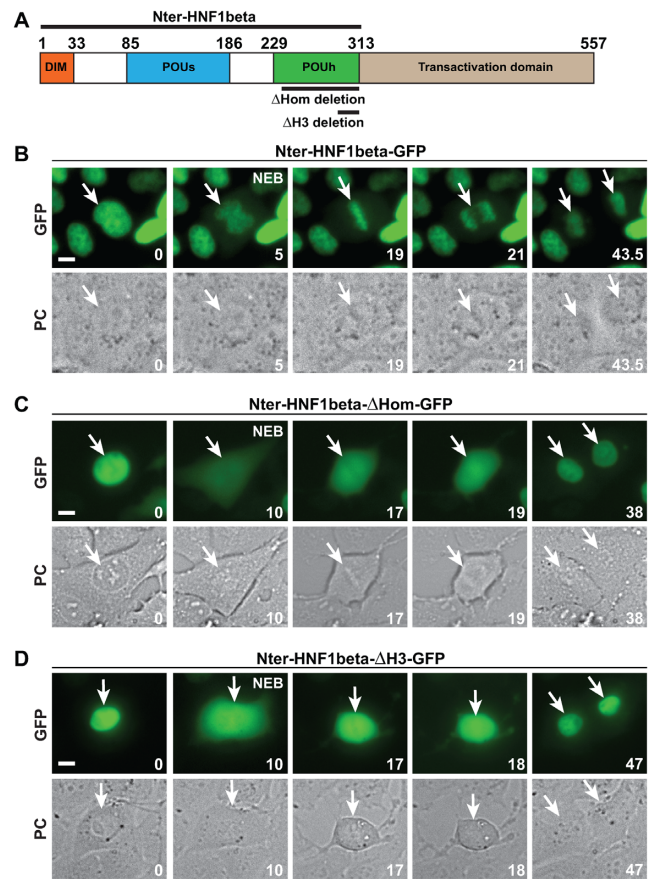 A
Nter-HNF1beta
1 33 85 186 229 313 557
DIM POUs POUh Transactivation domain
ΔHom deletion
ΔH3 deletion
B
Nter-HNF1beta-GFP
GFP
NEB
0 5 19 21 43.5
PC
0 5 19 21 43.5
C
Nter-HNF1beta-ΔHom-GFP
GFP
NEB
0 10 17 19 38
PC
0 10 17 19 38
D
Nter-HNF1beta-ΔH3-GFP
GFP
NEB
0 10 17 18 47
PC
0 10 17 18 47